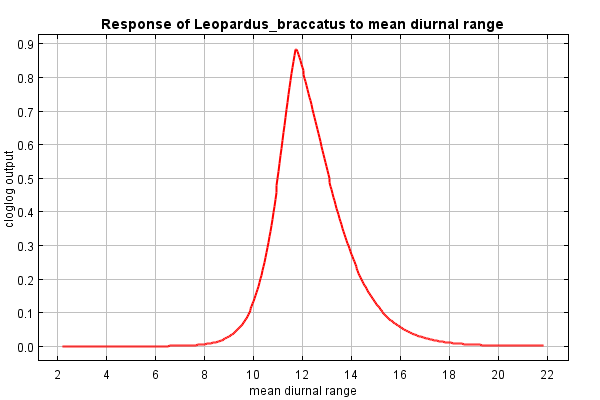 Response of Leopardus_braccatus to mean diurnal range
0.9
0.8
0.7
0.6
0.5
0.4
0.3
0.2
0.1
0.0
cloglog output
2 4 6 8 10 12 14 16 18 20 22
mean diurnal range